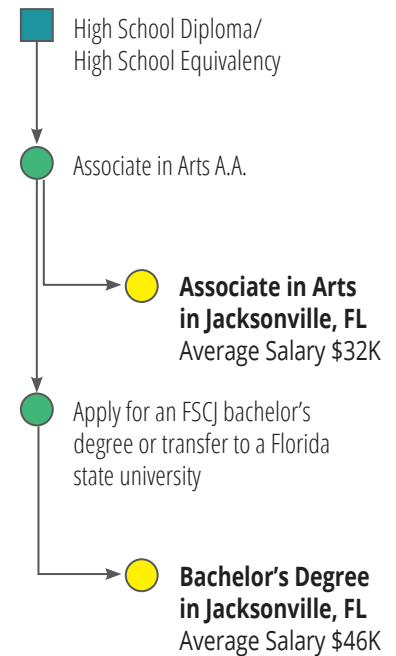 High School Diploma/
High School Equivalency
Associate in Arts A.A.
Associate in Arts
in Jacksonville, FL
Average Salary $32K
Apply for an FSCJ bachelor’s
degree or transfer to a Florida
state university
Bachelor’s Degree
in Jacksonville, FL
Average Salary $46K